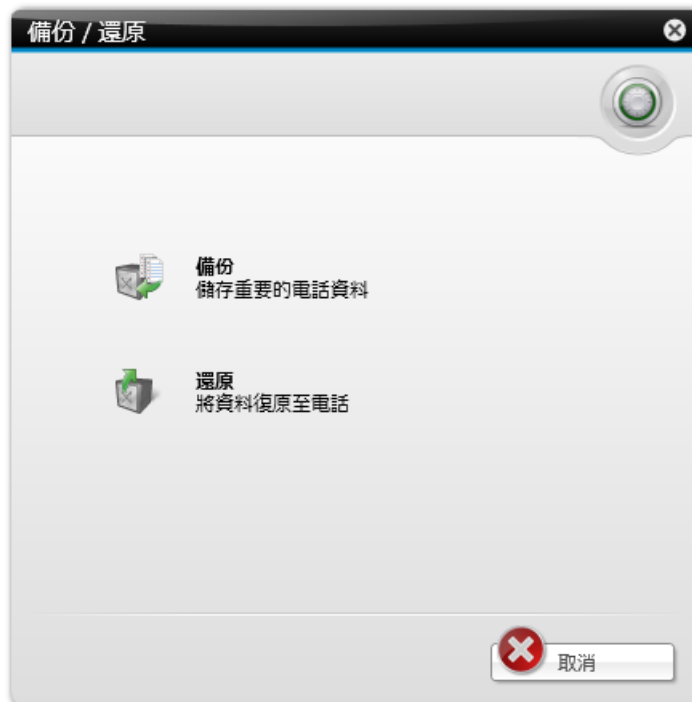 備份 / 還原
備份
儲存重要的電話資料
還原
將資料復原至電話
取消